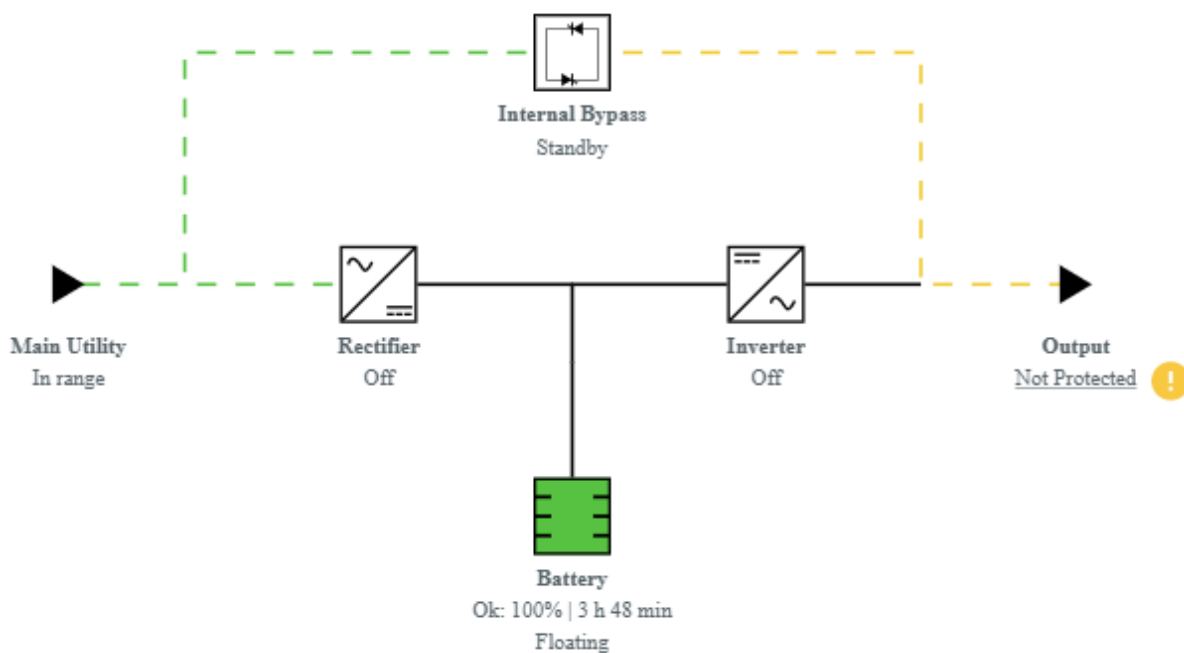 Internal Bypass
Standby
Main Utility
In range
Rectifier
Off
Inverter
Off
Output
Not Protected
!
Battery
Ok: 100% | 3 h 48 min
Floating